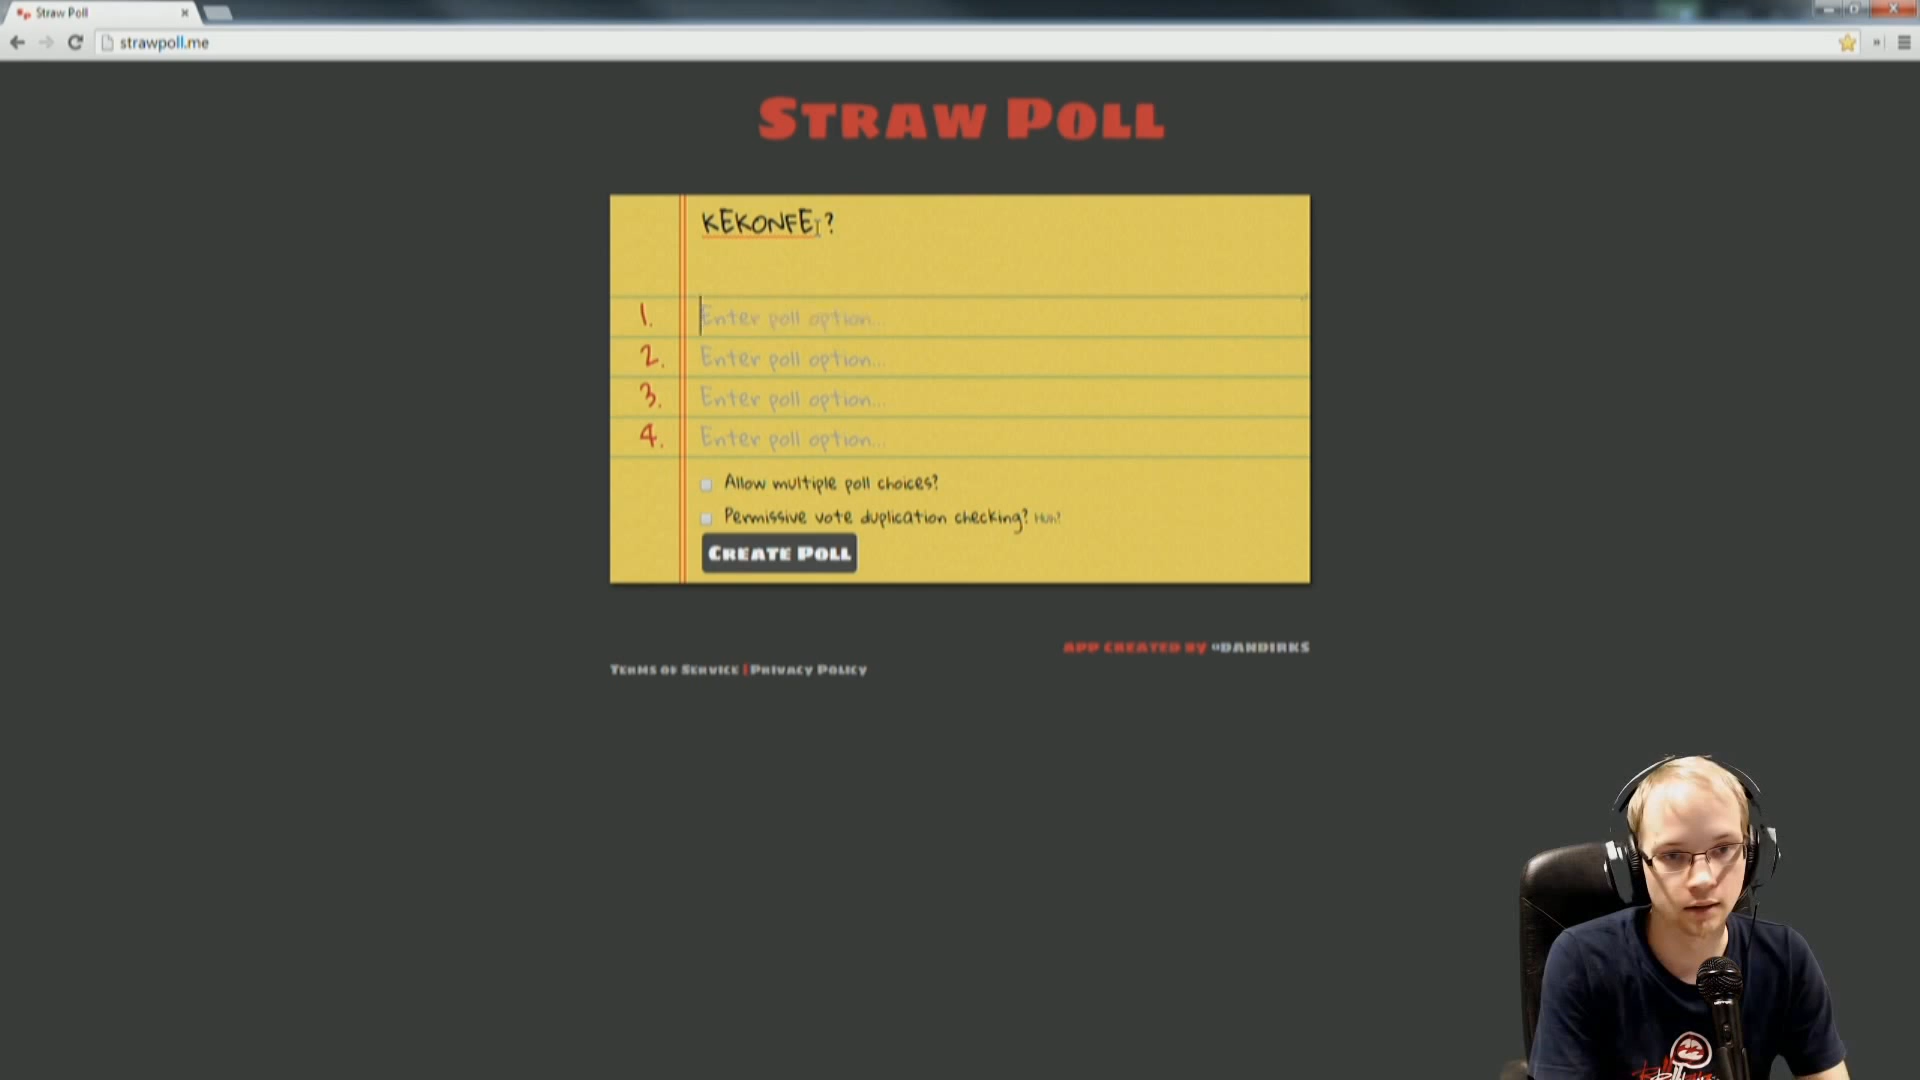 Straw Poll
strawpoll.me
STRAW POLL
KEKONFE ?
1. Enter poll option...
2. Enter poll option...
3. Enter poll option...
4. Enter poll option...
Allow multiple poll choices?
Permissive vote duplication checking? Huh?
CREATE POLL
APP CREATED BY @DANDIRKS
TERMS OF SERVICE | PRIVACY POLICY